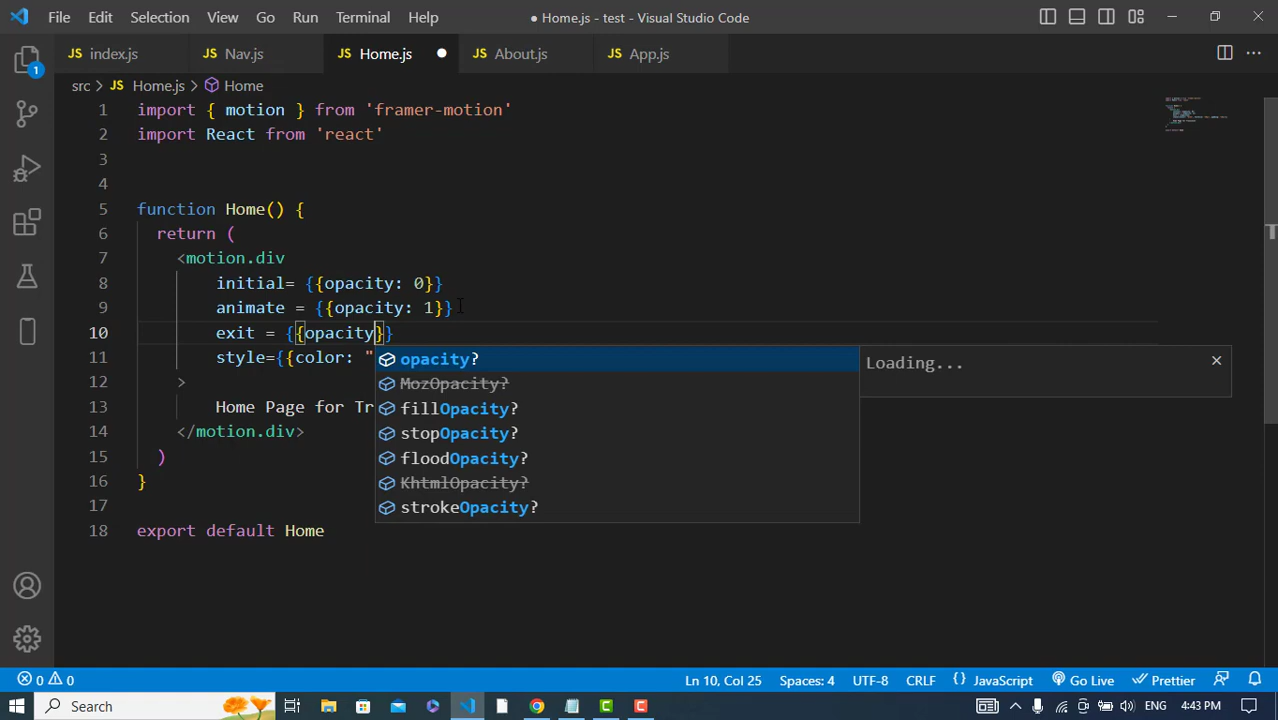 File Edit Selection View Go Run Terminal Help ● Home.js - test - Visual Studio Code
JS index.js JS Nav.js JS Home.js ● JS About.js JS App.js
src > JS Home.js > Home
1 import { motion } from 'framer-motion'
2 import React from 'react'
3
4
5 function Home() {
6 return (
7 <motion.div
8 initial= {{opacity: 0}}
9 animate = {{opacity: 1}}
10 exit = {{opacity}}
11 style={{color: "
12 >
13 Home Page for Tr
14 </motion.div>
15 )
16 }
17
18 export default Home
opacity?
MozOpacity?
fillOpacity?
stopOpacity?
floodOpacity?
KhtmlOpacity?
strokeOpacity?
Loading...
1
0 0 Ln 10, Col 25 Spaces: 4 UTF-8 CRLF {} JavaScript Go Live Prettier
Search ENG 4:43 PM